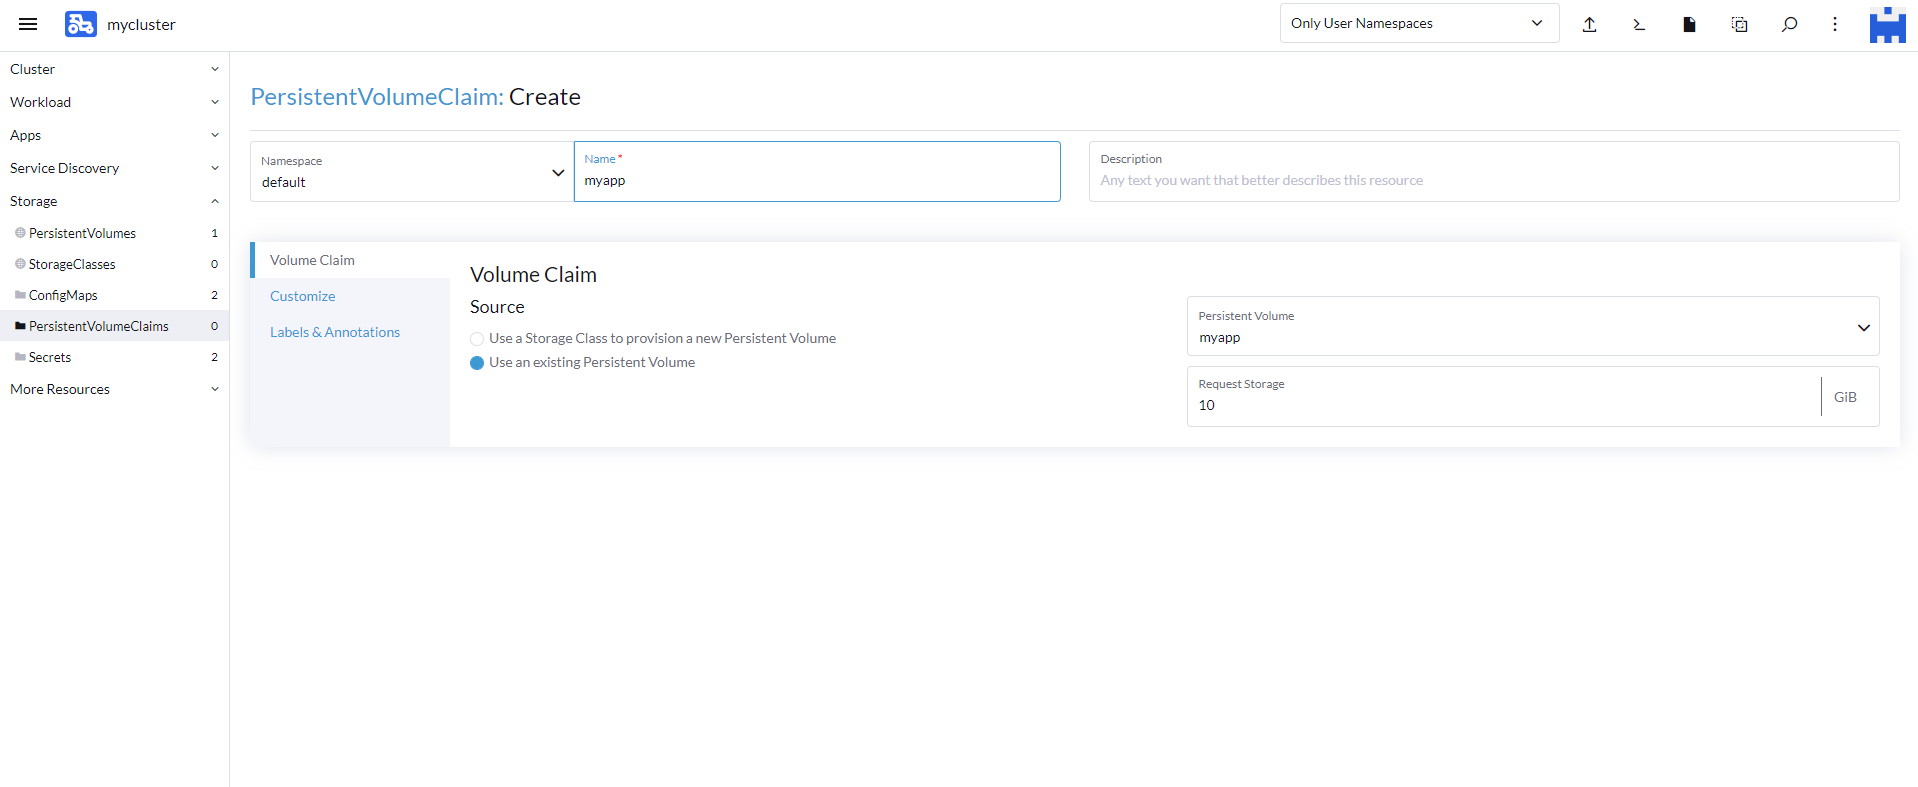 mycluster
Only User Namespaces
Cluster
Workload
Apps
Service Discovery
Storage
PersistentVolumes 1
StorageClasses 0
ConfigMaps 2
PersistentVolumeClaims 0
Secrets 2
More Resources
PersistentVolumeClaim: Create
Namespace
default
Name *
myapp
Description
Any text you want that better describes this resource
Volume Claim
Customize
Labels & Annotations
Volume Claim
Source
Use a Storage Class to provision a new Persistent Volume
Use an existing Persistent Volume
Persistent Volume
myapp
Request Storage
10 GiB